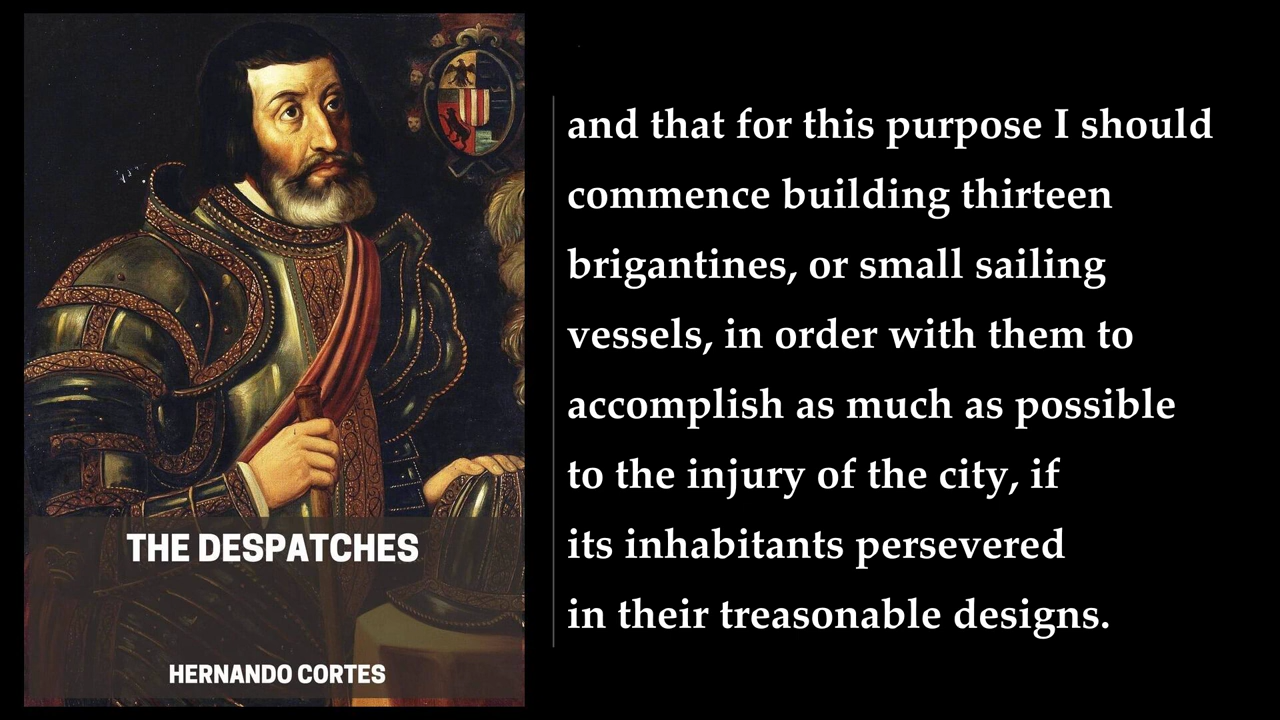 THE DESPATCHES
HERNANDO CORTES
and that for this purpose I should
commence building thirteen
brigantines, or small sailing
vessels, in order with them to
accomplish as much as possible
to the injury of the city, if
its inhabitants persevered
in their treasonable designs.